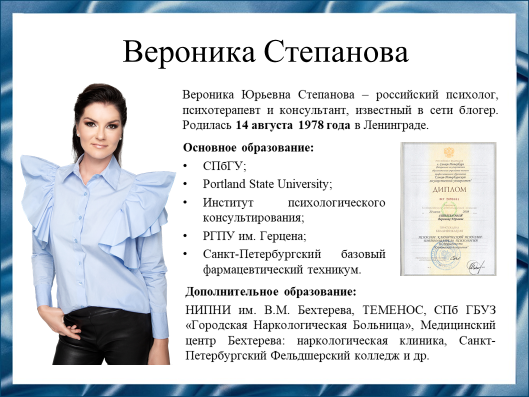 Вероника Степанова
Вероника Юрьевна Степанова – российский психолог,
психотерапевт и консультант, известный в сети блогер.
Родилась 14 августа 1978 года в Ленинграде.
Основное образование:
• СПбГУ;
• Portland State University;
• Институт психологического
консультирования;
• РГПУ им. Герцена;
• Санкт-Петербургский базовый
фармацевтический техникум.
ДИПЛОМ
Дополнительное образование:
НИПНИ им. В.М. Бехтерева, ТЕМЕНОС, СПб ГБУЗ
«Городская Наркологическая Больница», Медицинский
центр Бехтерева: наркологическая клиника, Санкт-
Петербургский Фельдшерский колледж и др.